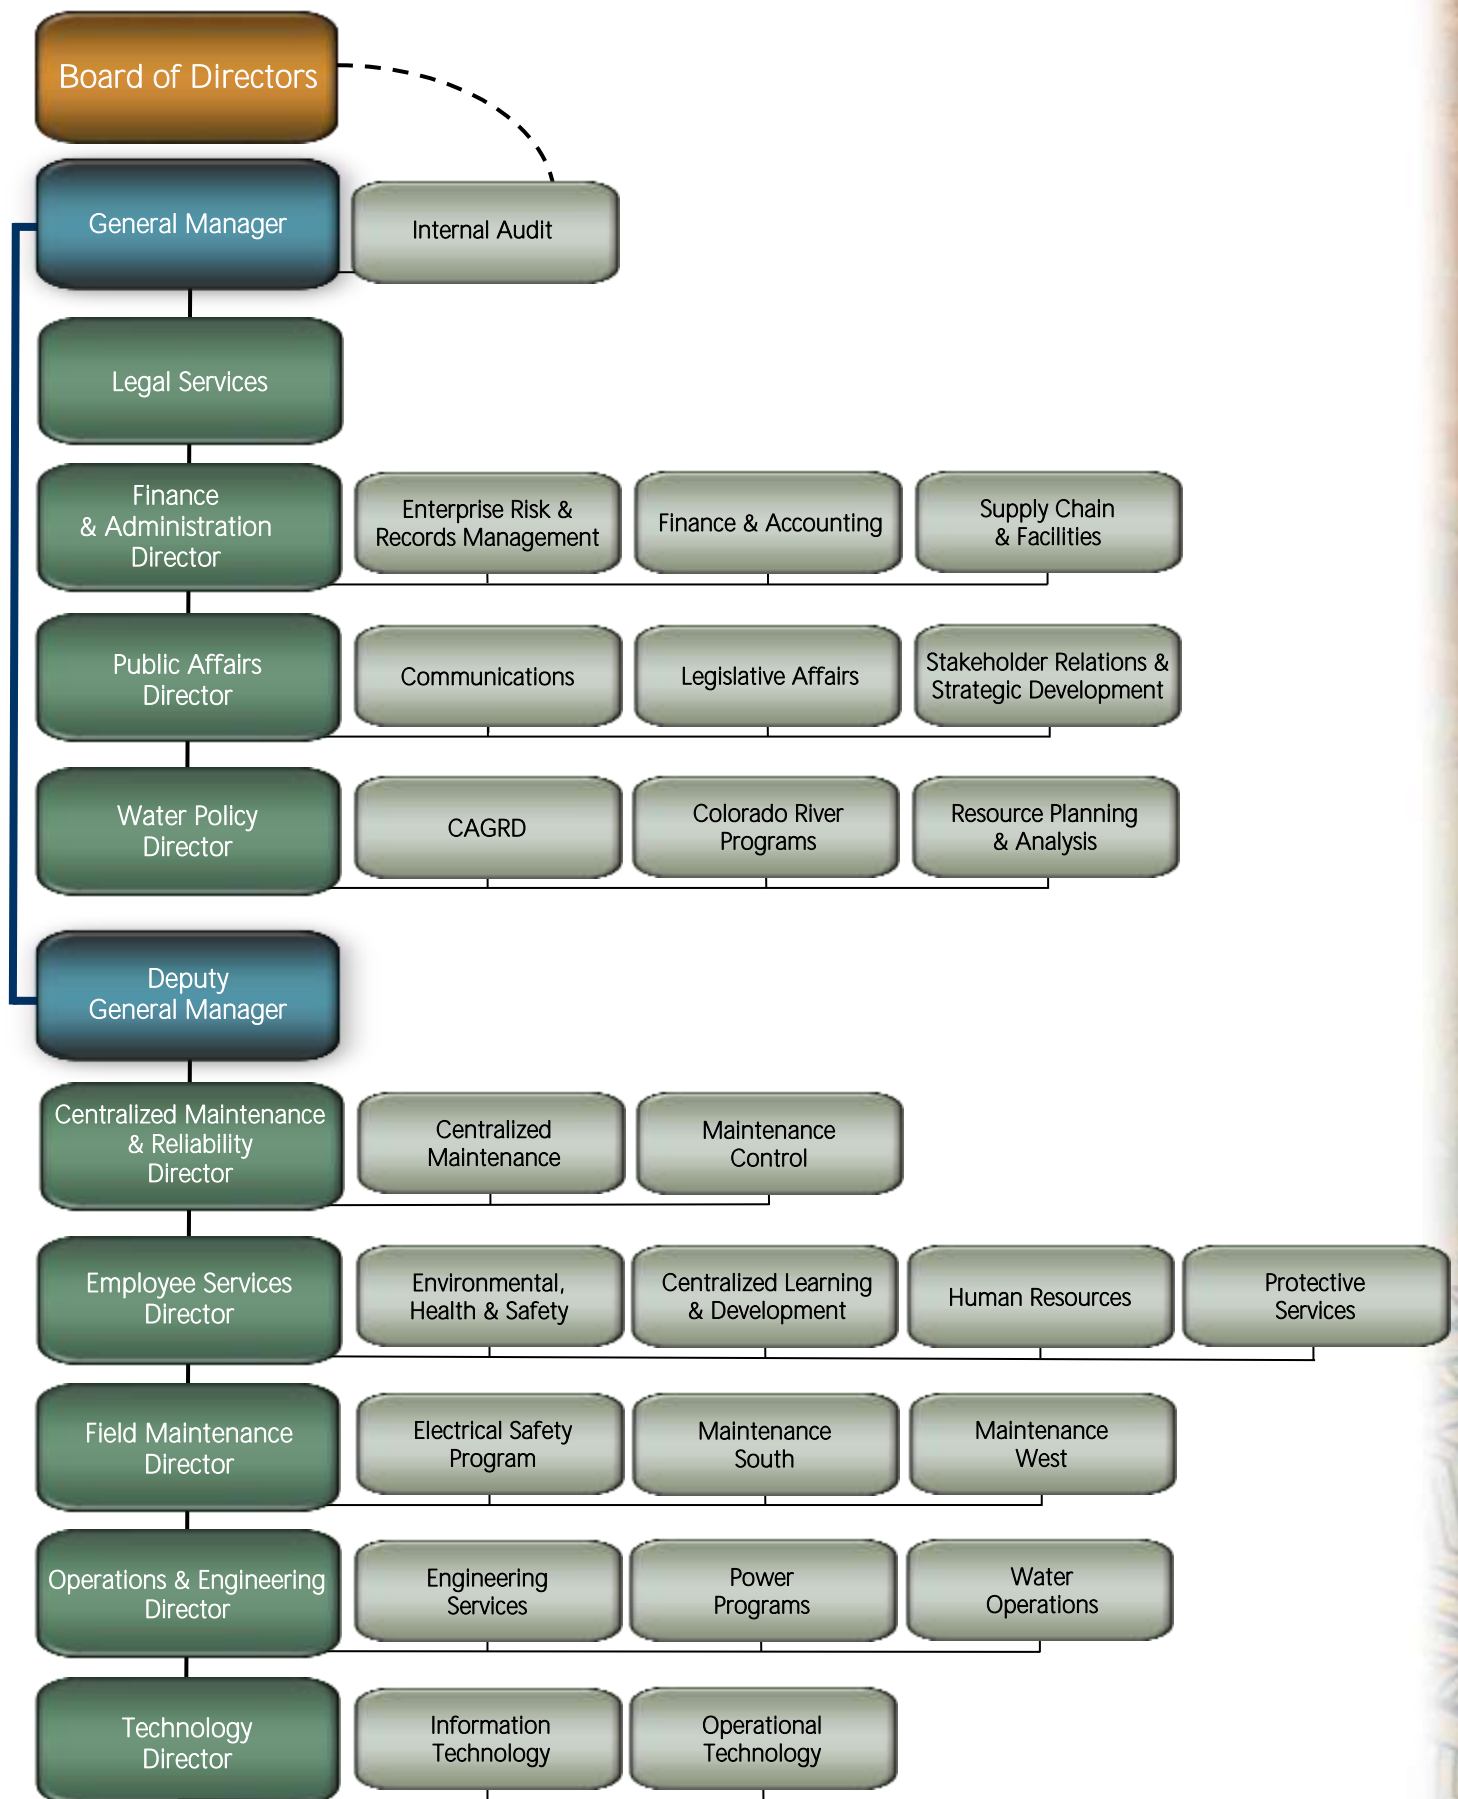 Board of Directors
General Manager
Internal Audit
Legal Services
Finance
& Administration
Director
Enterprise Risk &
Records Management
Finance & Accounting
Supply Chain
& Facilities
Public Affairs
Director
Communications
Legislative Affairs
Stakeholder Relations &
Strategic Development
Water Policy
Director
CAGRD
Colorado River
Programs
Resource Planning
& Analysis
Deputy
General Manager
Centralized Maintenance
& Reliability
Director
Centralized
Maintenance
Maintenance
Control
Employee Services
Director
Environmental,
Health & Safety
Centralized Learning
& Development
Human Resources
Protective
Services
Field Maintenance
Director
Electrical Safety
Program
Maintenance
South
Maintenance
West
Operations & Engineering
Director
Engineering
Services
Power
Programs
Water
Operations
Technology
Director
Information
Technology
Operational
Technology